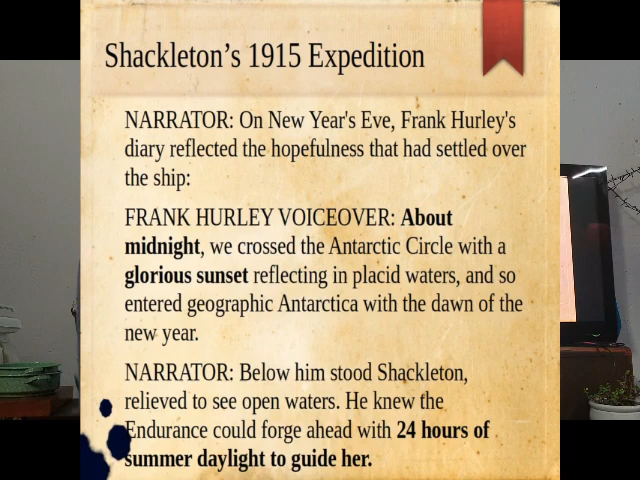 Shackleton’s 1915 Expedition
NARRATOR: On New Year's Eve, Frank Hurley's
diary reflected the hopefulness that had settled over
the ship:
FRANK HURLEY VOICEOVER: About
midnight, we crossed the Antarctic Circle with a
glorious sunset reflecting in placid waters, and so
entered geographic Antarctica with the dawn of the
new year.
NARRATOR: Below him stood Shackleton,
relieved to see open waters. He knew the
Endurance could forge ahead with 24 hours of
summer daylight to guide her.